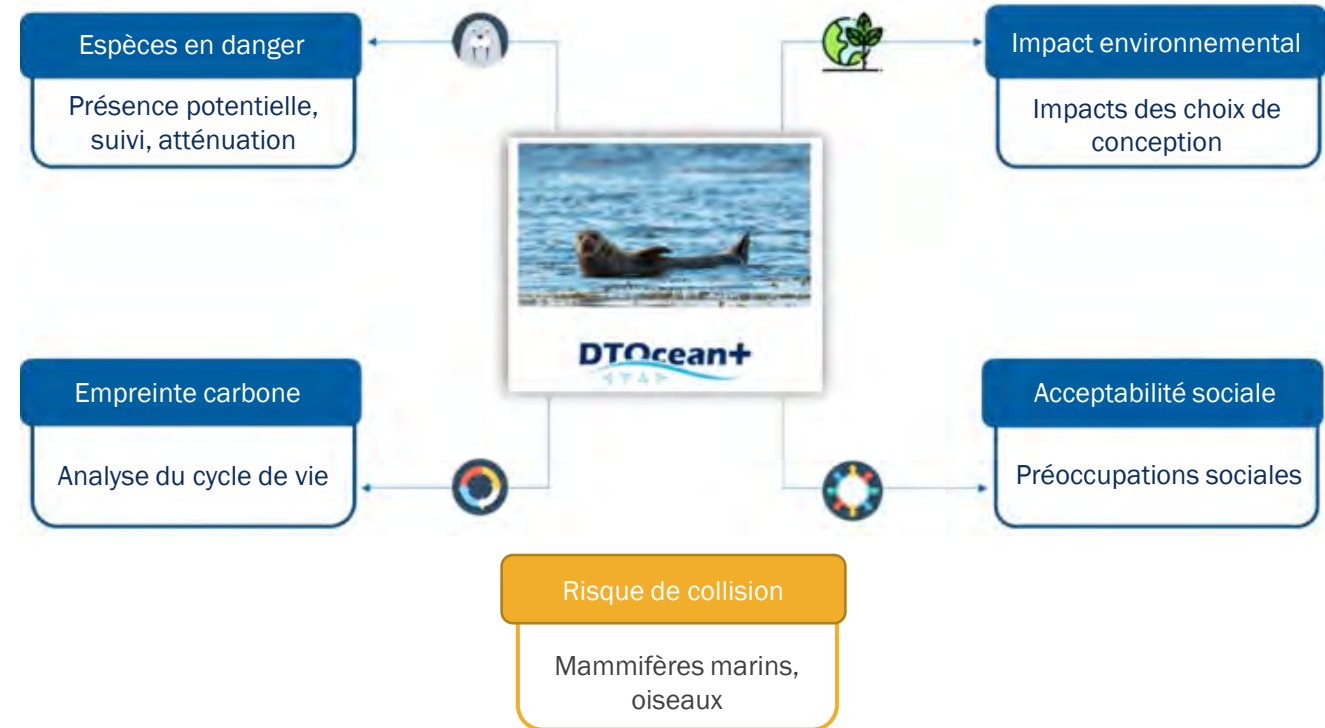 Espèces en danger
Présence potentielle,
suivi, atténuation
Impact environnemental
Impacts des choix de
conception
DTOcean+
Empreinte carbone
Analyse du cycle de vie
Acceptabilité sociale
Préoccupations sociales
Risque de collision
Mammifères marins,
oiseaux